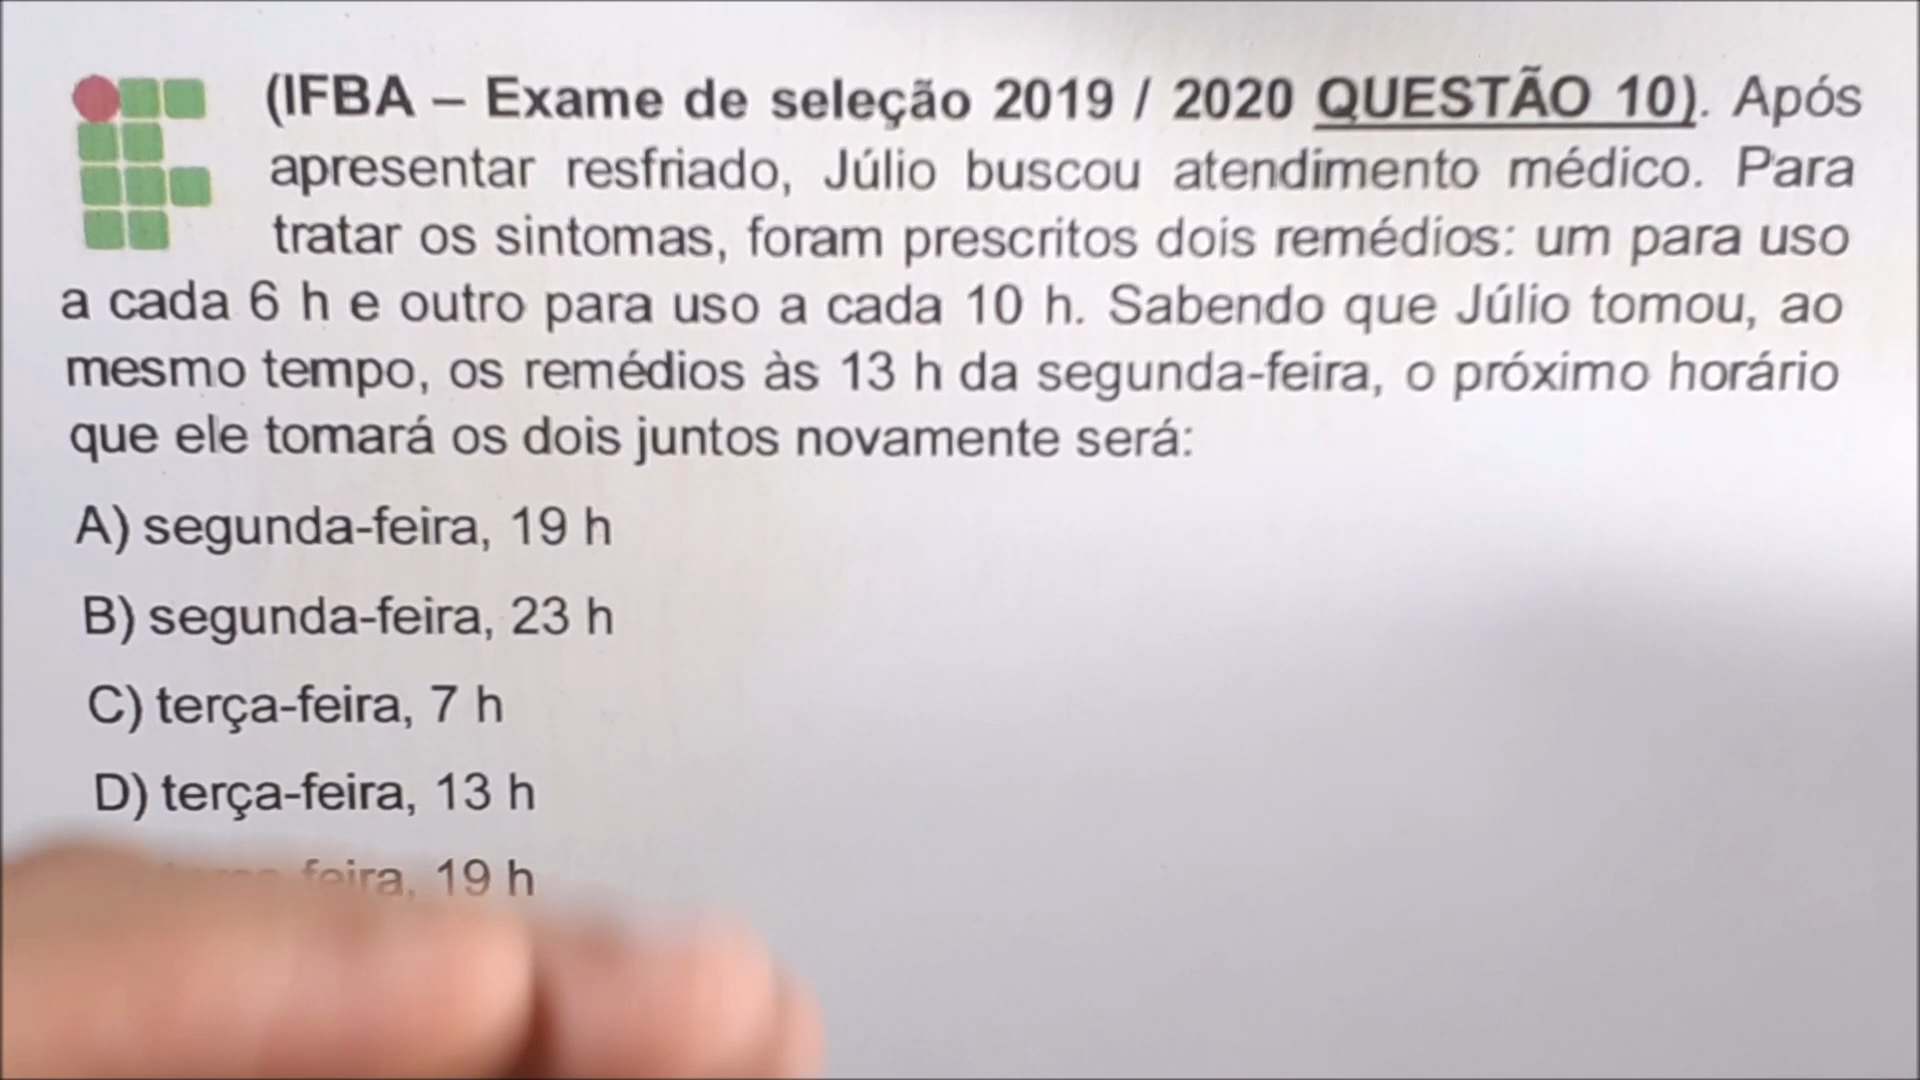 (IFBA – Exame de seleção 2019 / 2020 QUESTÃO 10). Após
apresentar resfriado, Júlio buscou atendimento médico. Para
tratar os sintomas, foram prescritos dois remédios: um para uso
a cada 6 h e outro para uso a cada 10 h. Sabendo que Júlio tomou, ao
mesmo tempo, os remédios às 13 h da segunda-feira, o próximo horário
que ele tomará os dois juntos novamente será:
A) segunda-feira, 19 h
B) segunda-feira, 23 h
C) terça-feira, 7 h
D) terça-feira, 13 h
feira, 19 h